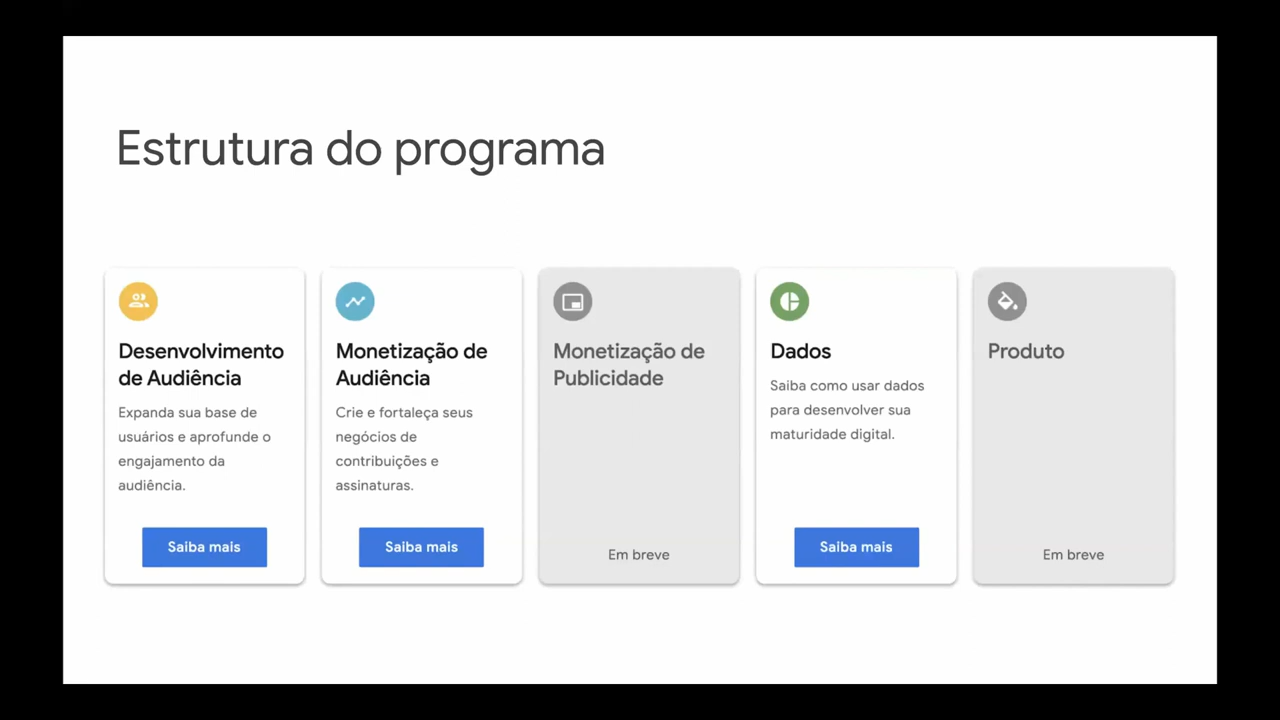 Estrutura do programa
Desenvolvimento
de Audiência
Expanda sua base de
usuários e aprofunde o
engajamento da
audiência.
Saiba mais
Monetização de
Audiência
Crie e fortaleça seus
negócios de
contribuições e
assinaturas.
Saiba mais
Monetização de
Publicidade
Em breve
Dados
Saiba como usar dados
para desenvolver sua
maturidade digital.
Saiba mais
Produto
Em breve